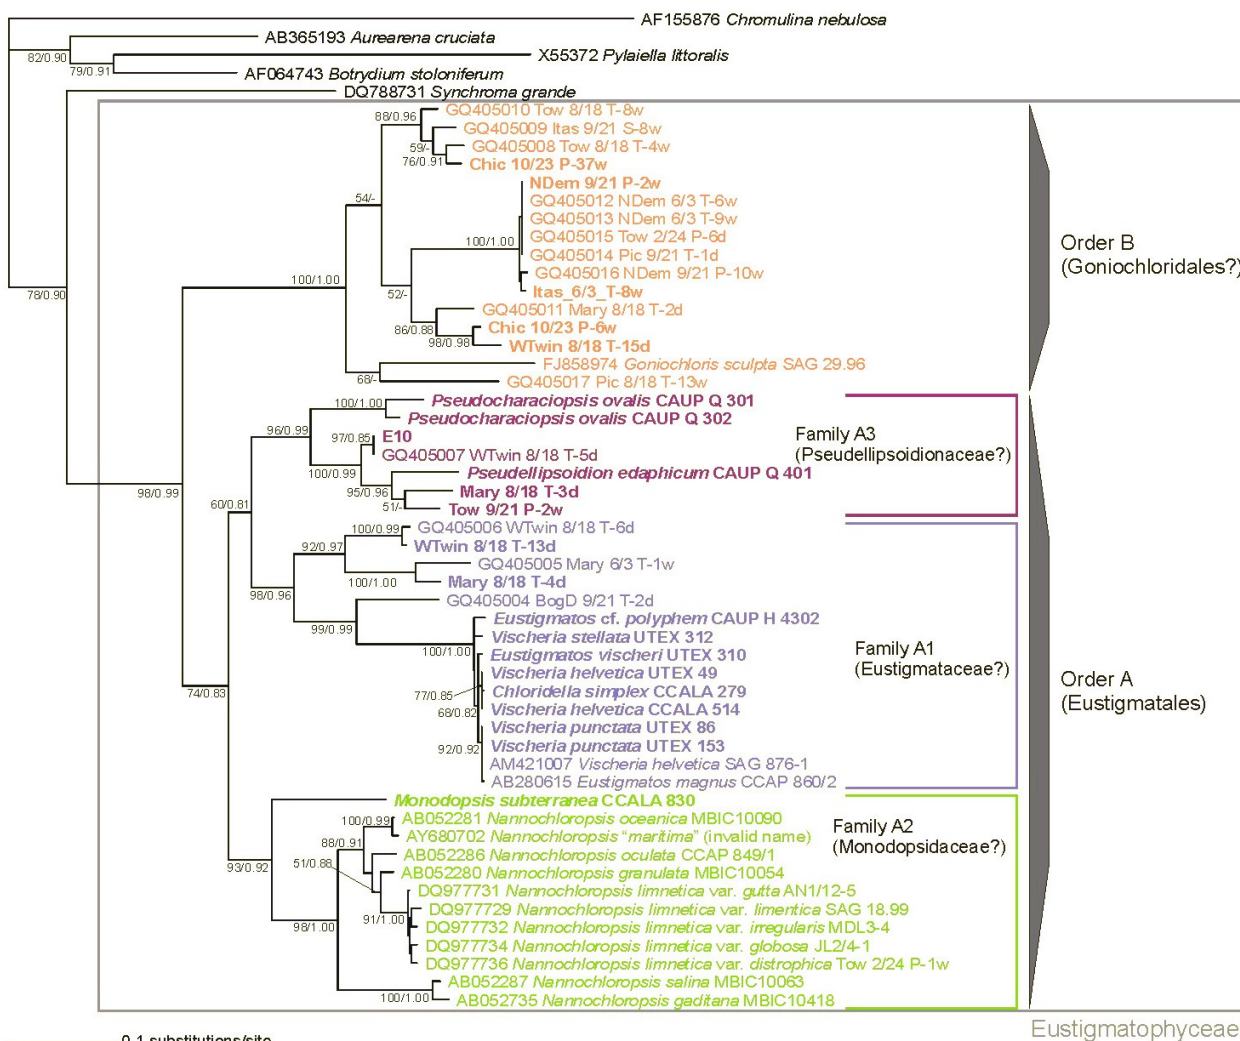 AF155876 Chromulina nebulosa
AB365193 Aurearena cruciata
82/0.90
X55372 Pylaiella littoralis
79/0.91
AF064743 Botrydium stoloniferum
DQ788731 Synchroma grande
GQ405010 Tow 8/18 T-8w
88/0.96
GQ405009 Itas 9/21 S-8w
59/-
GQ405008 Tow 8/18 T-4w
76/0.91
Chic 10/23 P-37w
NDem 9/21 P-2w
54/-
GQ405012 NDem 6/3 T-6w
GQ405013 NDem 6/3 T-9w
GQ405015 Tow 2/24 P-6d
100/1.00
GQ405014 Pic 9/21 T-1d
GQ405016 NDem 9/21 P-10w
100/1.00
Itas_6/3_T-8w
78/0.90
52/-
GQ405011 Mary 8/18 T-2d
86/0.88
Chic 10/23 P-6w
98/0.98
WTwin 8/18 T-15d
FJ858974 Goniochloris sculpta SAG 29.96
68/-
GQ405017 Pic 8/18 T-13w
Order B
(Goniochloridales?)
100/1.00
Pseudocharaciopsis ovalis CAUP Q 301
Pseudocharaciopsis ovalis CAUP Q 302
96/0.99
97/0.85
E10
GQ405007 WTwin 8/18 T-5d
100/0.99
Pseudellipsoidion edaphicum CAUP Q 401
95/0.96
Mary 8/18 T-3d
51/-
Tow 9/21 P-2w
Family A3
(Pseudellipsoidionaceae?)
98/0.99
60/0.81
GQ405006 WTwin 8/18 T-6d
100/0.99
WTwin 8/18 T-13d
92/0.97
GQ405005 Mary 6/3 T-1w
100/1.00
Mary 8/18 T-4d
98/0.96
GQ405004 BogD 9/21 T-2d
99/0.99
Eustigmatos cf. polyphem CAUP H 4302
Vischeria stellata UTEX 312
100/1.00
Eustigmatos vischeri UTEX 310
Vischeria helvetica UTEX 49
77/0.85
Chloridella simplex CCALA 279
68/0.82
Vischeria helvetica CCALA 514
Vischeria punctata UTEX 86
92/0.92
Vischeria punctata UTEX 153
AM421007 Vischeria helvetica SAG 876-1
AB280615 Eustigmatos magnus CCAP 860/2
Family A1
(Eustigmataceae?)
Order A
(Eustigmatales)
74/0.83
Monodopsis subterranea CCALA 830
100/0.99
AB052281 Nannochloropsis oceanica MBIC10090
AY680702 Nannochloropsis "maritima" (invalid name)
88/0.91
AB052286 Nannochloropsis oculata CCAP 849/1
51/0.88
AB052280 Nannochloropsis granulata MBIC10054
93/0.92
DQ977731 Nannochloropsis limnetica var. gutta AN1/12-5
DQ977729 Nannochloropsis limnetica var. limentica SAG 18.99
91/1.00
98/1.00
DQ977732 Nannochloropsis limnetica var. irregularis MDL3-4
DQ977734 Nannochloropsis limnetica var. globosa JL2/4-1
DQ977736 Nannochloropsis limnetica var. distrophica Tow 2/24 P-1w
AB052287 Nannochloropsis salina MBIC10063
100/1.00
AB052735 Nannochloropsis gaditana MBIC10418
Family A2
(Monodopsidaceae?)
Eustigmatophyceae
0.1 substitutions/site